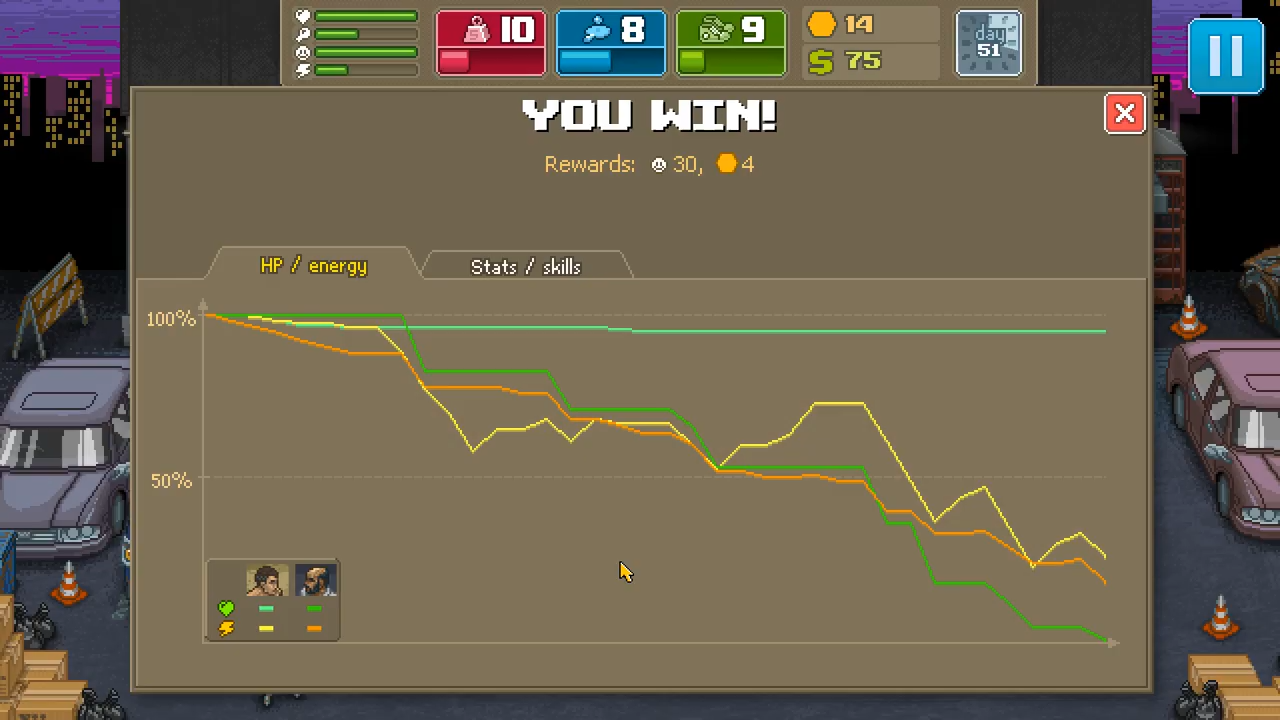 10
8
9
14
75
day
51
YOU WIN!
Rewards: 30, 4
HP / energy
Stats / skills
100%
50%